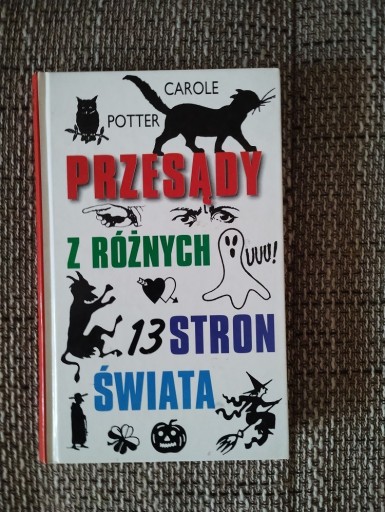 CAROLE
POTTER
PRZESĄDY
Z RÓŻNYCH
UUU!
13 STRON
ŚWIATA